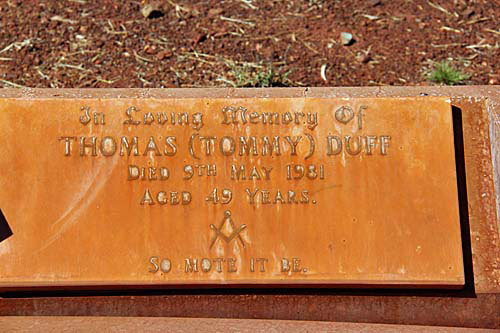 In Loving Memory Of
THOMAS (TOMMY) DUFF
DIED 9TH MAY 1981
AGED 49 YEARS.
SO MOTE IT BE.